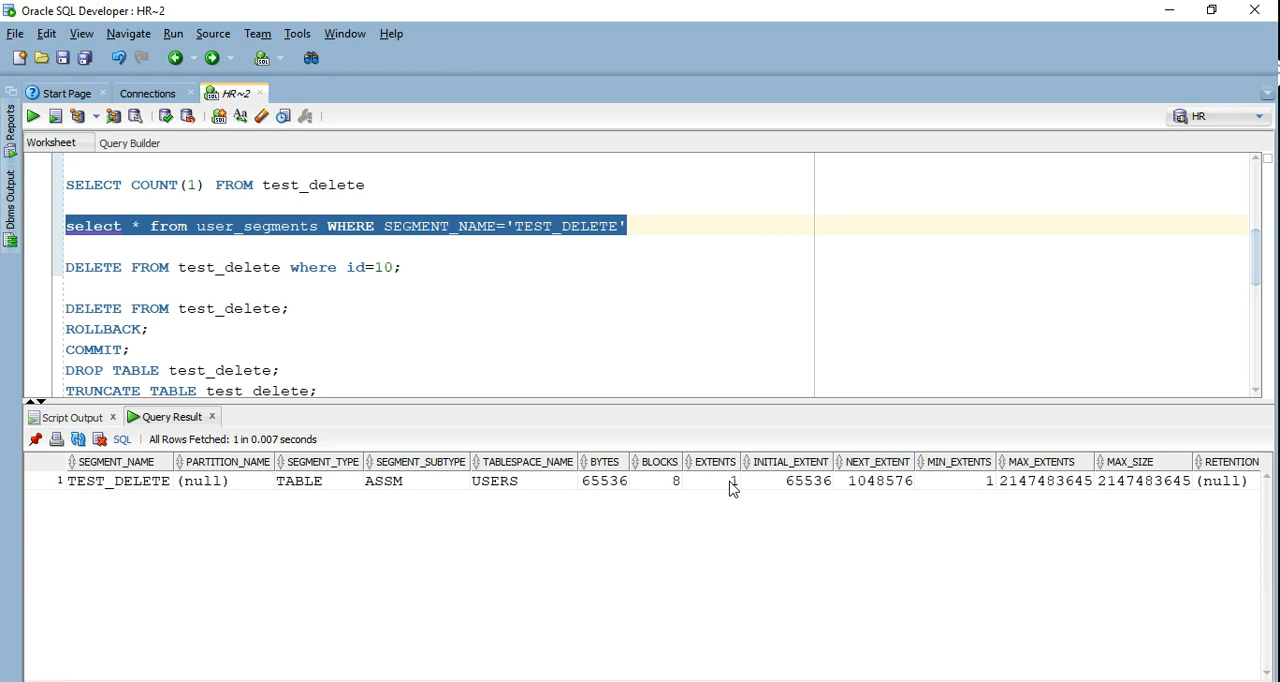 Oracle SQL Developer : HR~2
File Edit View Navigate Run Source Team Tools Window Help
Start Page Connections HR~2
HR
Worksheet Query Builder
Reports
Dbms Output
SELECT COUNT(1) FROM test_delete
select * from user_segments WHERE SEGMENT_NAME='TEST_DELETE'
DELETE FROM test_delete where id=10;
DELETE FROM test_delete;
ROLLBACK;
COMMIT;
DROP TABLE test_delete;
TRUNCATE TABLE test_delete;
Script Output x Query Result x
SQL | All Rows Fetched: 1 in 0.007 seconds
SEGMENT_NAME PARTITION_NAME SEGMENT_TYPE SEGMENT_SUBTYPE TABLESPACE_NAME BYTES BLOCKS EXTENTS INITIAL_EXTENT NEXT_EXTENT MIN_EXTENTS MAX_EXTENTS MAX_SIZE RETENTION
1 TEST_DELETE (null) TABLE ASSM USERS 65536 8 1 65536 1048576 1 2147483645 2147483645 (null)